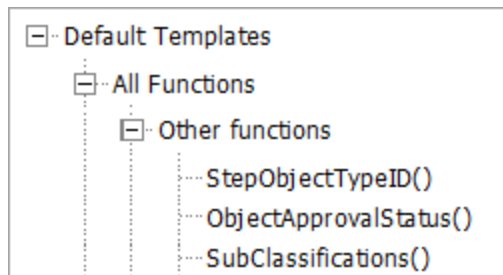 Default Templates
All Functions
Other functions
StepObjectTypeID()
ObjectApprovalStatus()
SubClassifications()